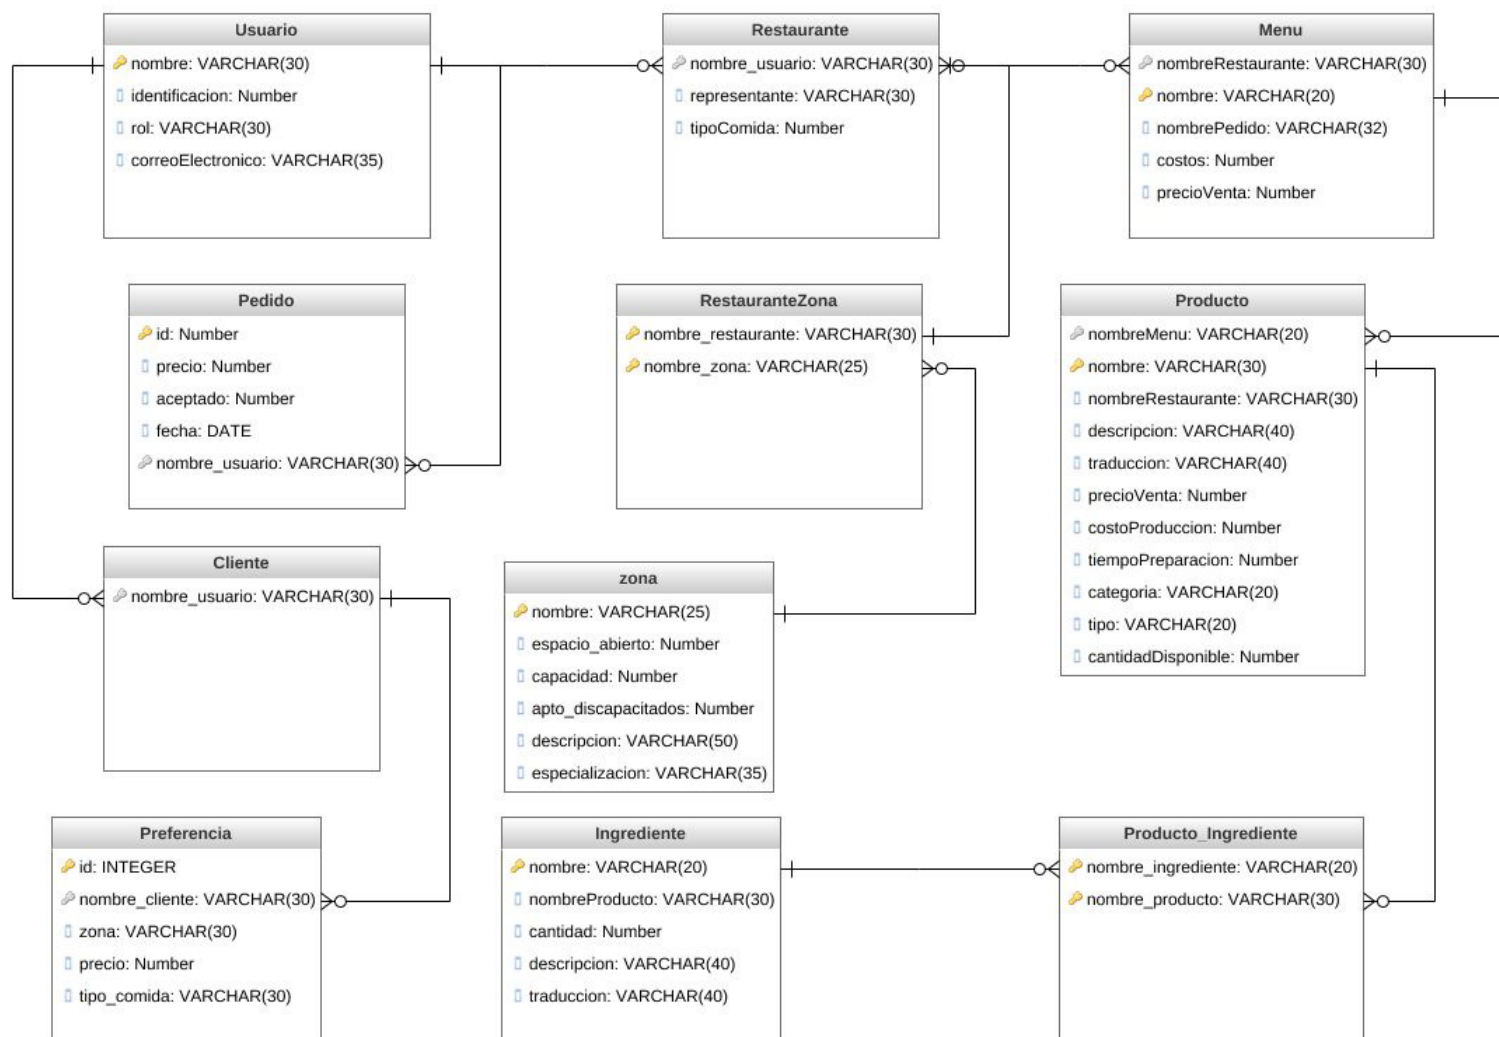 Usuario
nombre: VARCHAR(30)
identificacion: Number
rol: VARCHAR(30)
correoElectronico: VARCHAR(35)
Restaurante
nombre_usuario: VARCHAR(30)
representante: VARCHAR(30)
tipoComida: Number
Menu
nombreRestaurante: VARCHAR(30)
nombre: VARCHAR(20)
nombrePedido: VARCHAR(32)
costos: Number
precioVenta: Number
Pedido
id: Number
precio: Number
aceptado: Number
fecha: DATE
nombre_usuario: VARCHAR(30)
RestauranteZona
nombre_restaurante: VARCHAR(30)
nombre_zona: VARCHAR(25)
Producto
nombreMenu: VARCHAR(20)
nombre: VARCHAR(30)
nombreRestaurante: VARCHAR(30)
descripcion: VARCHAR(40)
traduccion: VARCHAR(40)
precioVenta: Number
costoProduccion: Number
tiempoPreparacion: Number
categoria: VARCHAR(20)
tipo: VARCHAR(20)
cantidadDisponible: Number
Cliente
nombre_usuario: VARCHAR(30)
zona
nombre: VARCHAR(25)
espacio_abierto: Number
capacidad: Number
apto_discapacitados: Number
descripcion: VARCHAR(50)
especializacion: VARCHAR(35)
Preferencia
id: INTEGER
nombre_cliente: VARCHAR(30)
zona: VARCHAR(30)
precio: Number
tipo_comida: VARCHAR(30)
Ingrediente
nombre: VARCHAR(20)
nombreProducto: VARCHAR(30)
cantidad: Number
descripcion: VARCHAR(40)
traduccion: VARCHAR(40)
Producto_Ingrediente
nombre_ingrediente: VARCHAR(20)
nombre_producto: VARCHAR(30)